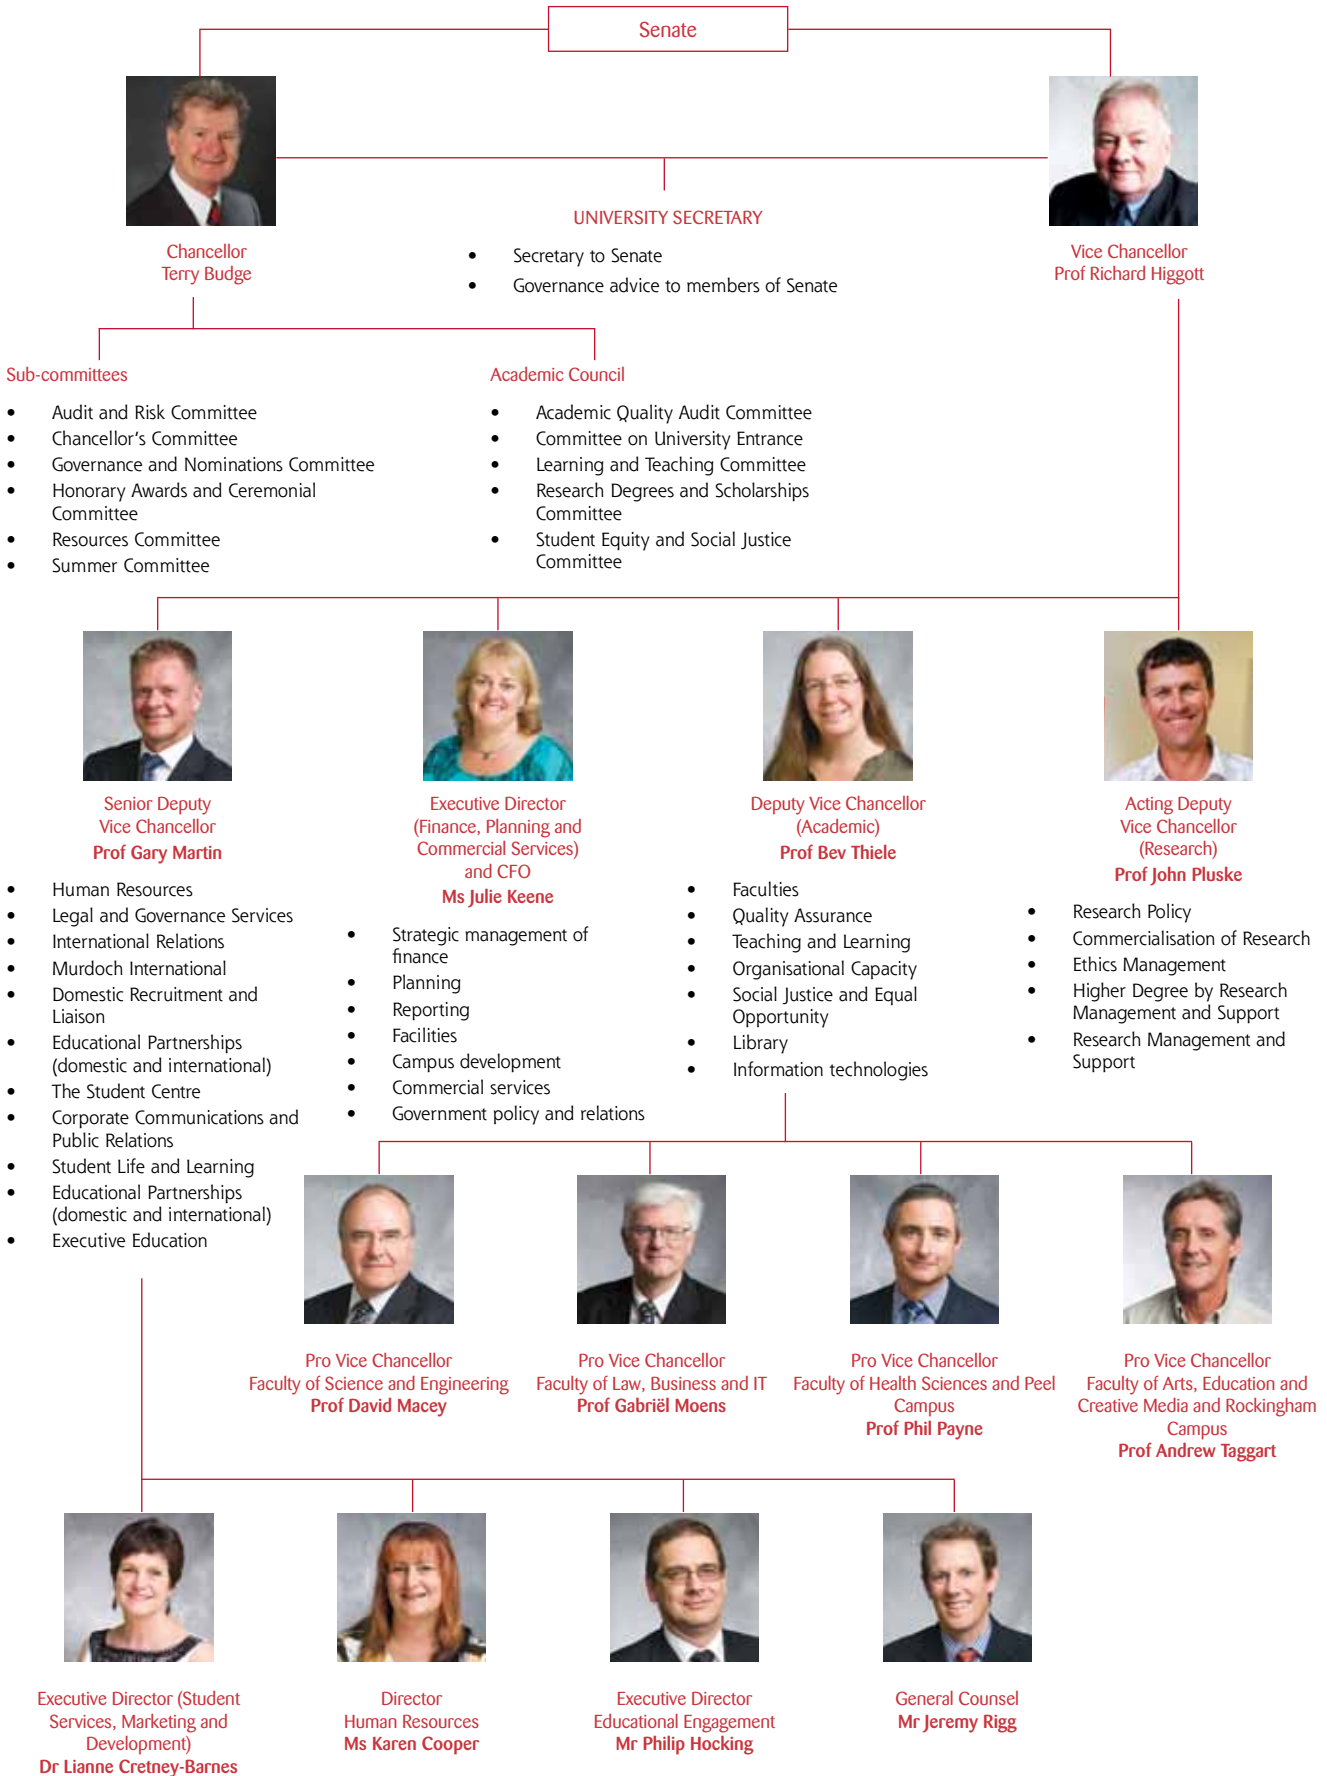 Senate
Chancellor
Terry Budge
UNIVERSITY SECRETARY
• Secretary to Senate
• Governance advice to members of Senate
Vice Chancellor
Prof Richard Higgott
Sub-committees
• Audit and Risk Committee
• Chancellor's Committee
• Governance and Nominations Committee
• Honorary Awards and Ceremonial
Committee
• Resources Committee
• Summer Committee
Academic Council
• Academic Quality Audit Committee
• Committee on University Entrance
• Learning and Teaching Committee
• Research Degrees and Scholarships
Committee
• Student Equity and Social Justice
Committee
Senior Deputy
Vice Chancellor
Prof Gary Martin
• Human Resources
• Legal and Governance Services
• International Relations
• Murdoch International
• Domestic Recruitment and
Liaison
• Educational Partnerships
(domestic and international)
• The Student Centre
• Corporate Communications and
Public Relations
• Student Life and Learning
• Educational Partnerships
(domestic and international)
• Executive Education
Executive Director
(Finance, Planning and
Commercial Services)
and CFO
Ms Julie Keene
• Strategic management of
finance
• Planning
• Reporting
• Facilities
• Campus development
• Commercial services
• Government policy and relations
Deputy Vice Chancellor
(Academic)
Prof Bev Thiele
• Faculties
• Quality Assurance
• Teaching and Learning
• Organisational Capacity
• Social Justice and Equal
Opportunity
• Library
• Information technologies
Acting Deputy
Vice Chancellor
(Research)
Prof John Pluske
• Research Policy
• Commercialisation of Research
• Ethics Management
• Higher Degree by Research
Management and Support
• Research Management and
Support
Pro Vice Chancellor
Faculty of Science and Engineering
Prof David Macey
Pro Vice Chancellor
Faculty of Law, Business and IT
Prof Gabriël Moens
Pro Vice Chancellor
Faculty of Health Sciences and Peel
Campus
Prof Phil Payne
Pro Vice Chancellor
Faculty of Arts, Education and
Creative Media and Rockingham
Campus
Prof Andrew Taggart
Executive Director (Student
Services, Marketing and
Development)
Dr Lianne Cretney-Barnes
Director
Human Resources
Ms Karen Cooper
Executive Director
Educational Engagement
Mr Philip Hocking
General Counsel
Mr Jeremy Rigg